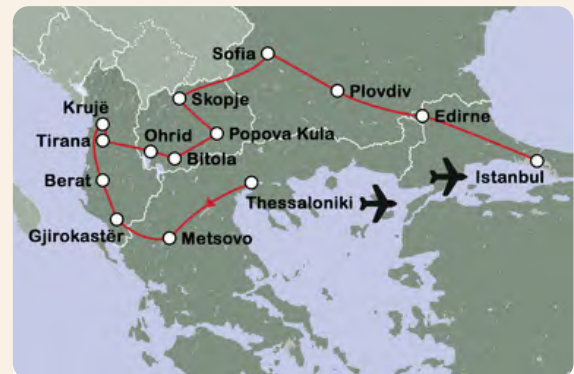 Sofia
Plovdiv
Skopje
Edirne
Krujë
Tirana
Ohrid
Popova Kula
Bitola
Istanbul
Berat
Thessaloniki
Gjirokastër
Metsovo